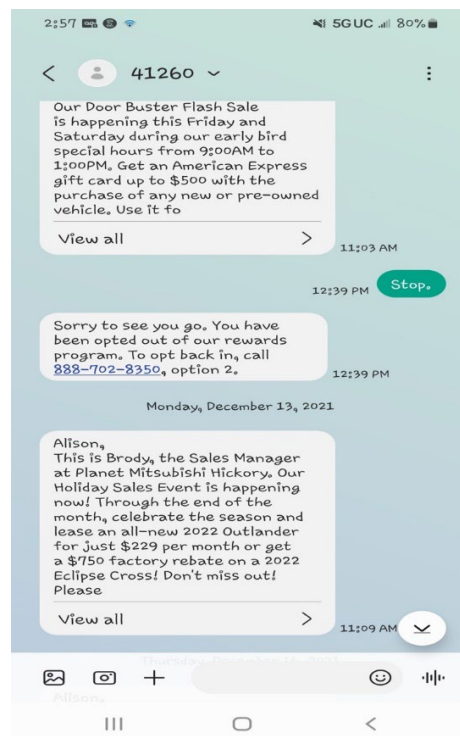 2:57 5GUC 80%
41260
Our Door Buster Flash Sale
is happening this Friday and
Saturday during our early bird
special hours from 9:00AM to
1:00PM. Get an American Express
gift card up to $500 with the
purchase of any new or pre-owned
vehicle. Use it fo
View all
11:03 AM
12:39 PM Stop.
Sorry to see you go. You have
been opted out of our rewards
program. To opt back in, call
888-702-8350, option 2.
12:39 PM
Monday, December 13, 2021
Alison,
This is Brody, the Sales Manager
at Planet Mitsubishi Hickory. Our
Holiday Sales Event is happening
now! Through the end of the
month, celebrate the season and
lease an all-new 2022 Outlander
for just $229 per month or get
a $750 factory rebate on a 2022
Eclipse Cross! Don't miss out!
Please
View all
11:09 AM
Alison,